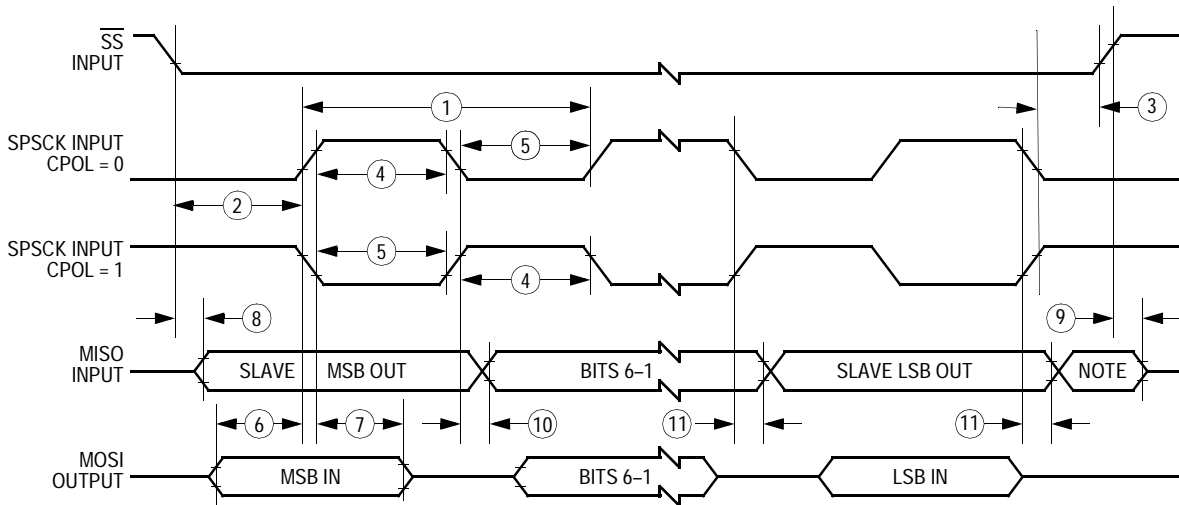 SS
INPUT
1
3
SPSCK INPUT
CPOL = 0
5
4
2
SPSCK INPUT
CPOL = 1
5
4
8
9
MISO
INPUT
SLAVE MSB OUT
BITS 6–1
SLAVE LSB OUT
NOTE
6
7
10
11
11
MOSI
OUTPUT
MSB IN
BITS 6–1
LSB IN